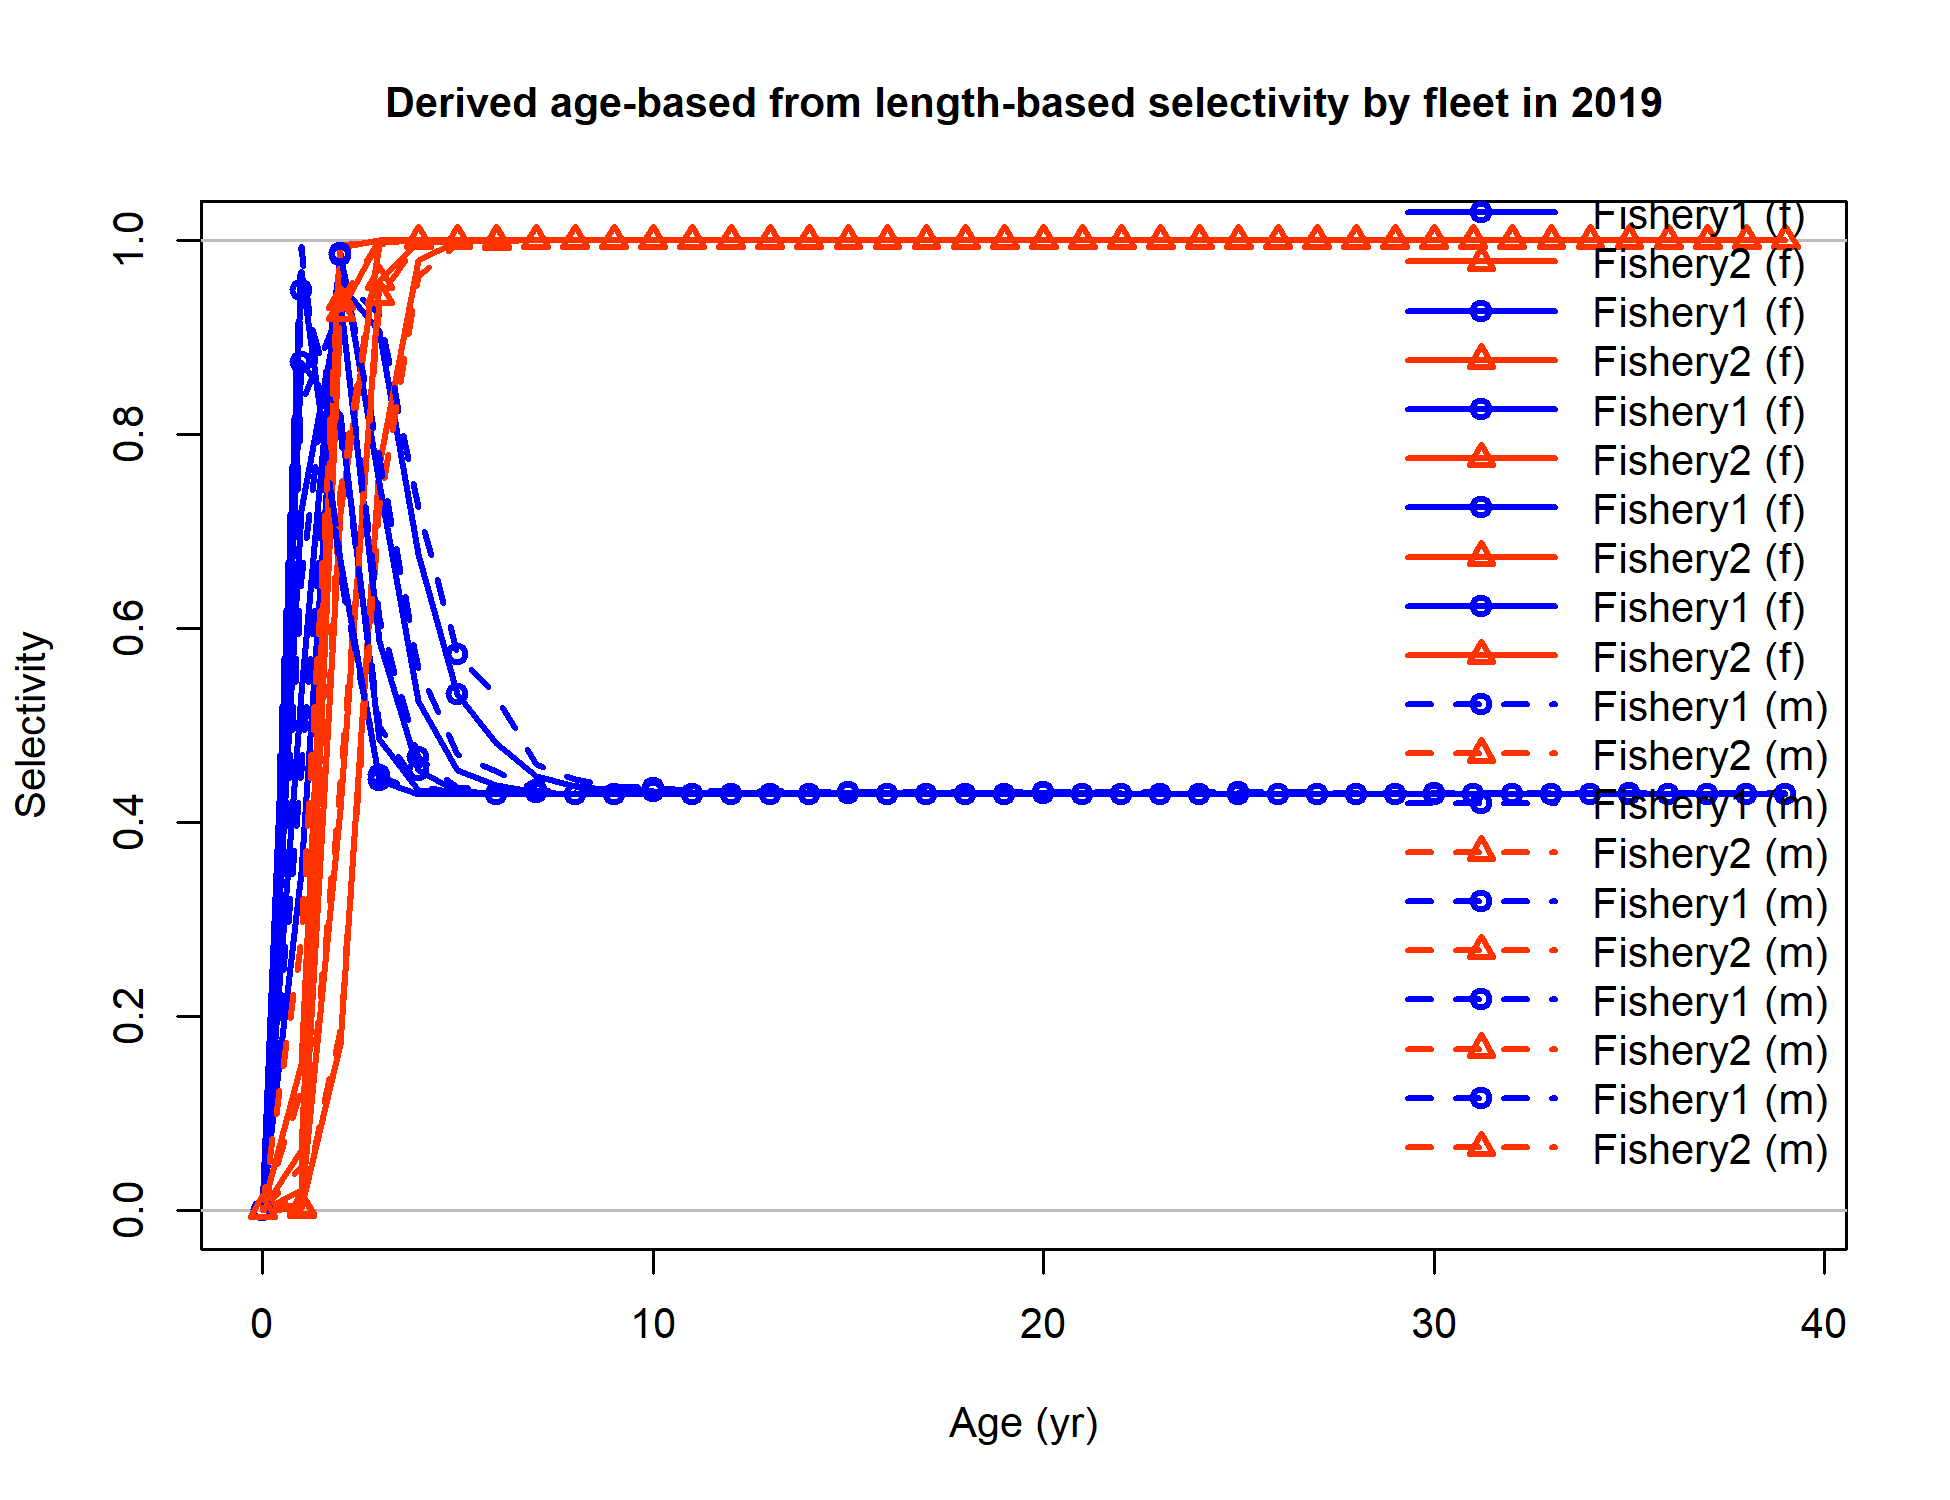 Derived age-based from length-based selectivity by fleet in 2019
Selectivity
1.0
0.8
0.6
0.4
0.2
0.0
Fishery1 (f)
Fishery2 (f)
Fishery1 (f)
Fishery2 (f)
Fishery1 (f)
Fishery2 (f)
Fishery1 (f)
Fishery2 (f)
Fishery1 (f)
Fishery2 (f)
Fishery1 (m)
Fishery2 (m)
Fishery1 (m)
Fishery2 (m)
Fishery1 (m)
Fishery2 (m)
Fishery1 (m)
Fishery2 (m)
Fishery1 (m)
Fishery2 (m)
0 10 20 30 40
Age (yr)